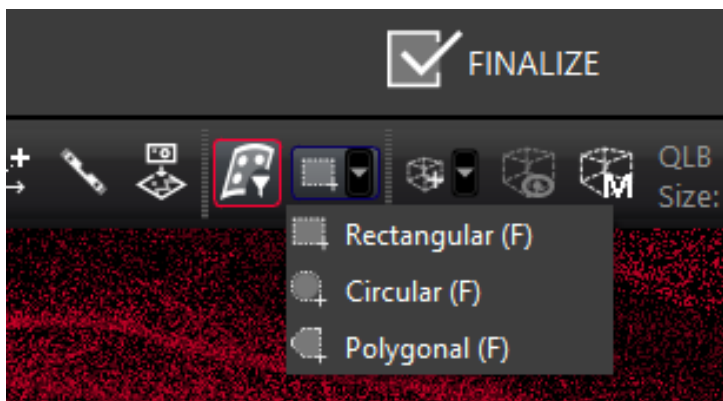 FINALIZE
QLB
Size:
M
Rectangular (F)
Circular (F)
Polygonal (F)